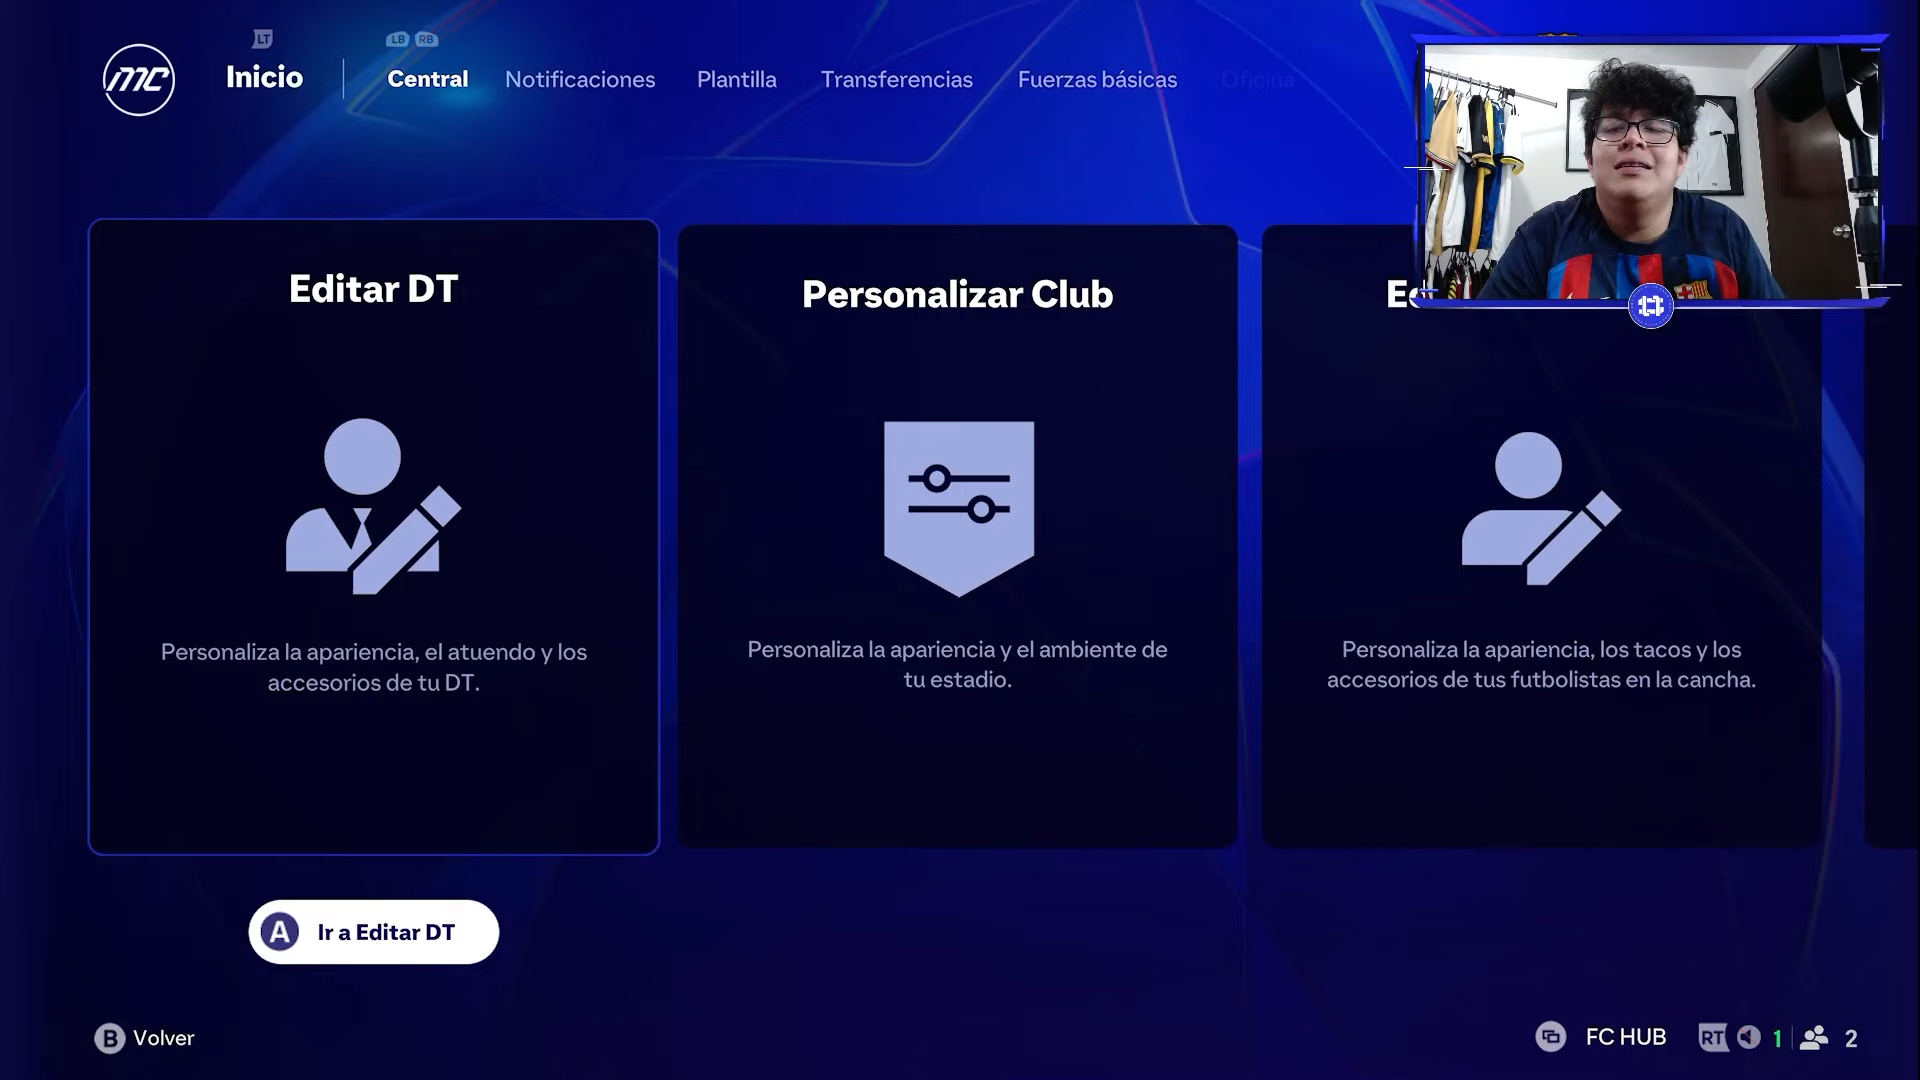 LT
LB RB
MC
Inicio
Central
Notificaciones
Plantilla
Transferencias
Fuerzas básicas
Oficina
Editar DT
Personaliza la apariencia, el atuendo y los
accesorios de tu DT.
Personalizar Club
Personaliza la apariencia y el ambiente de
tu estadio.
Personaliza la apariencia, los tacos y los
accesorios de tus futbolistas en la cancha.
A Ir a Editar DT
B Volver
FC HUB
RT 1 2